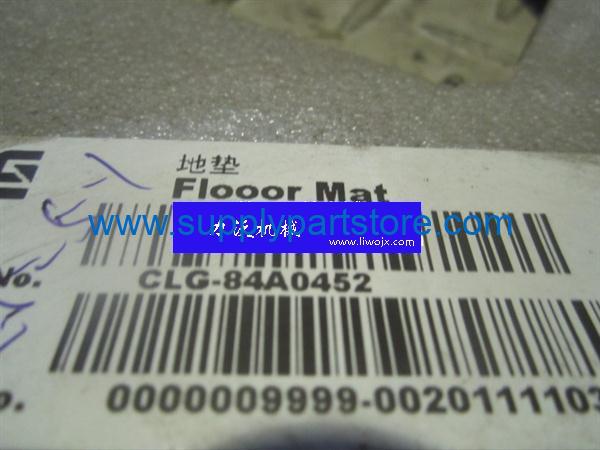 地垫
Flooor Mat
www.supplypartstore.com
www.liwojx.com
No.
CLG-84A0452
0000009999-0020111103